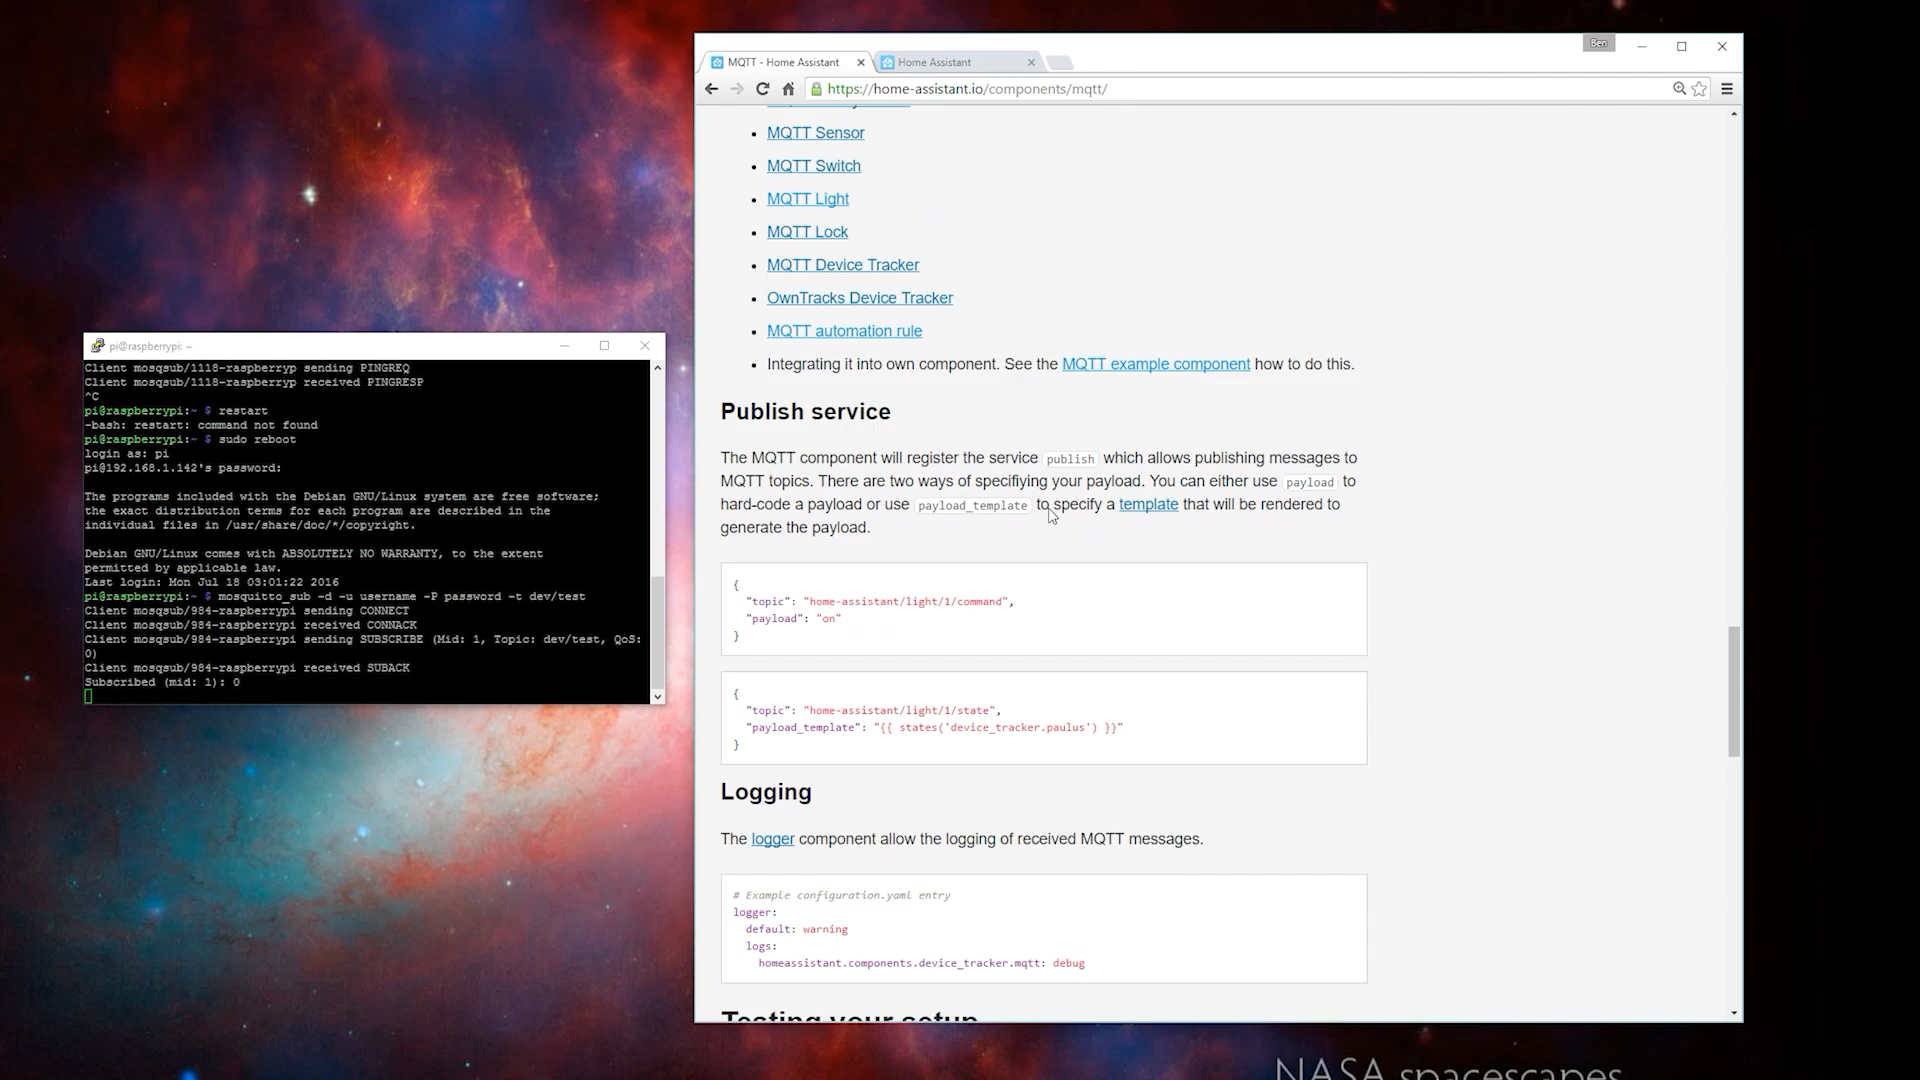 Ben
MQTT - Home Assistant
Home Assistant
https://home-assistant.io/components/mqtt/
MQTT Sensor
MQTT Switch
MQTT Light
MQTT Lock
MQTT Device Tracker
OwnTracks Device Tracker
MQTT automation rule
Integrating it into own component. See the MQTT example component how to do this.
Publish service
The MQTT component will register the service publish which allows publishing messages to
MQTT topics. There are two ways of specifiying your payload. You can either use payload to
hard-code a payload or use payload_template to specify a template that will be rendered to
generate the payload.
{
"topic": "home-assistant/light/1/command",
"payload": "on"
}
{
"topic": "home-assistant/light/1/state",
"payload_template": "{{ states('device_tracker.paulus') }}"
}
Logging
The logger component allow the logging of received MQTT messages.
# Example configuration.yaml entry
logger:
default: warning
logs:
homeassistant.components.device_tracker.mqtt: debug
Testing your setup
pi@raspberrypi: ~
Client mosqsub/1118-raspberryp sending PINGREQ
Client mosqsub/1118-raspberryp received PINGRESP
^C
pi@raspberrypi:~ $ restart
-bash: restart: command not found
pi@raspberrypi:~ $ sudo reboot
login as: pi
pi@192.168.1.142's password:
The programs included with the Debian GNU/Linux system are free software;
the exact distribution terms for each program are described in the
individual files in /usr/share/doc/*/copyright.
Debian GNU/Linux comes with ABSOLUTELY NO WARRANTY, to the extent
permitted by applicable law.
Last login: Mon Jul 18 03:01:22 2016
pi@raspberrypi:~ $ mosquitto_sub -d -u username -P password -t dev/test
Client mosqsub/984-raspberrypi sending CONNECT
Client mosqsub/984-raspberrypi received CONNACK
Client mosqsub/984-raspberrypi sending SUBSCRIBE (Mid: 1, Topic: dev/test, QoS:
0)
Client mosqsub/984-raspberrypi received SUBACK
Subscribed (mid: 1): 0
NASA spacescapes